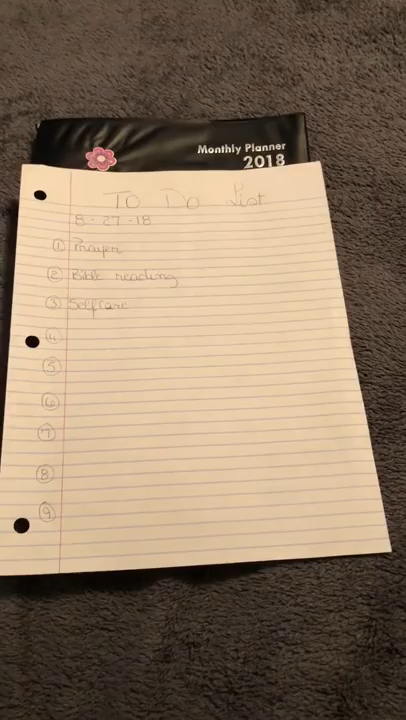 Monthly Planner
2018
To Do List
8-27-18
① Prayer
② Bible reading
③ Selfcare
④
⑤
⑥
⑦
⑧
⑨